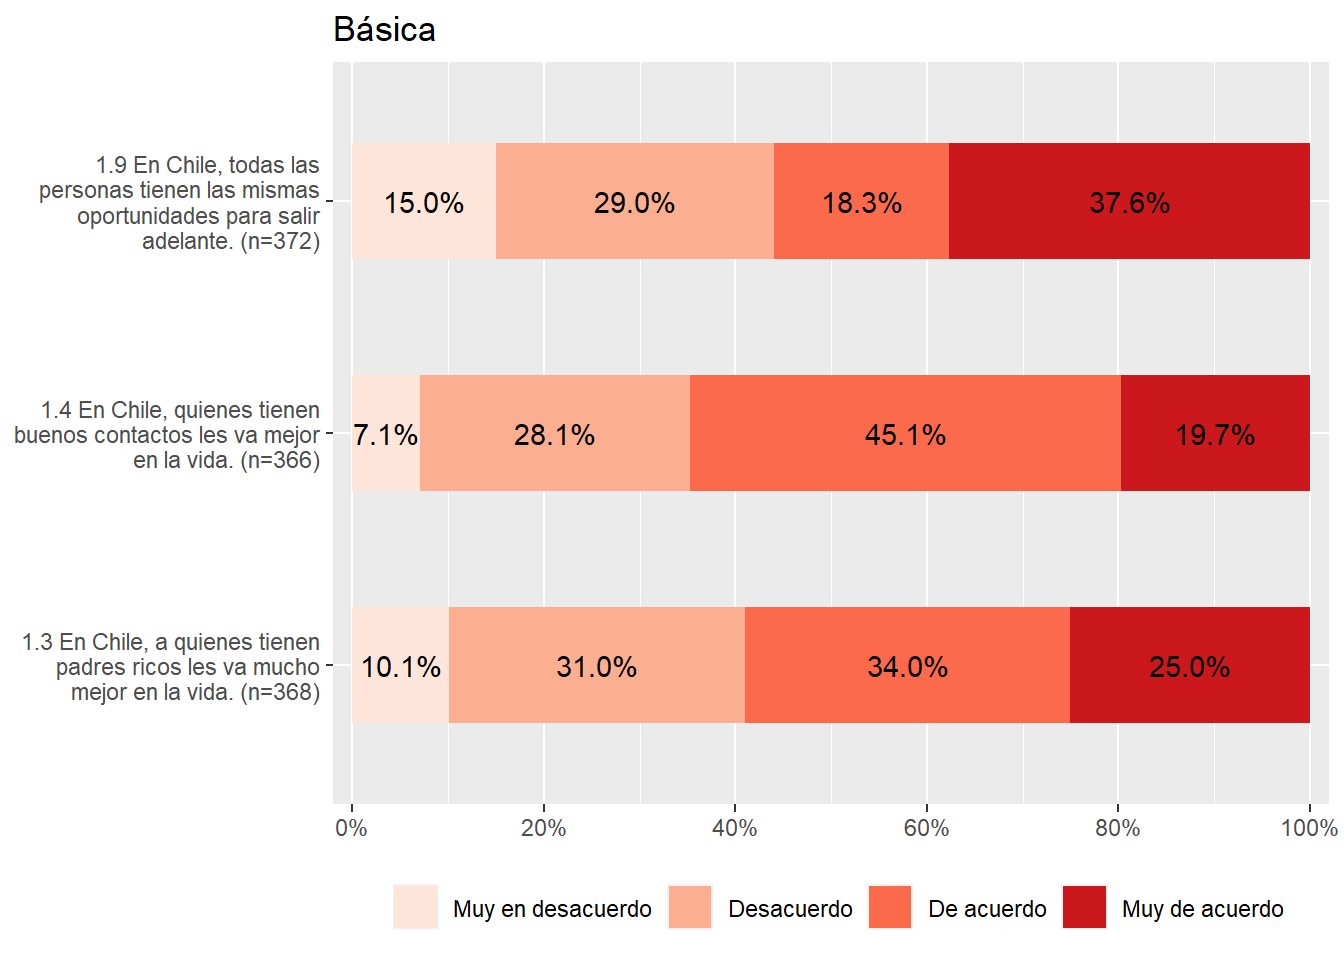 Básica
1.9 En Chile, todas las
personas tienen las mismas
oportunidades para salir
adelante. (n=372)
15.0% 29.0% 18.3% 37.6%
1.4 En Chile, quienes tienen
buenos contactos les va mejor
en la vida. (n=366)
7.1% 28.1% 45.1% 19.7%
1.3 En Chile, a quienes tienen
padres ricos les va mucho
mejor en la vida. (n=368)
10.1% 31.0% 34.0% 25.0%
0% 20% 40% 60% 80% 100%
Muy en desacuerdo Desacuerdo De acuerdo Muy de acuerdo